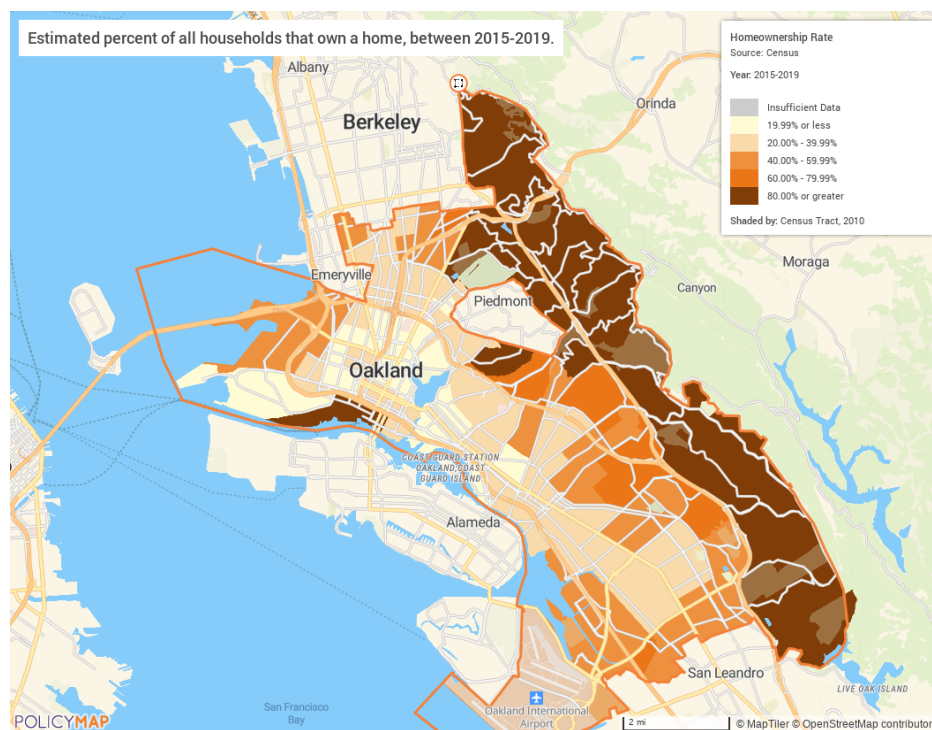 Estimated percent of all households that own a home, between 2015-2019.
Homeownership Rate
Source: Census
Year: 2015-2019
Insufficient Data
19.99% or less
20.00% - 39.99%
40.00% - 59.99%
60.00% - 79.99%
80.00% or greater
Shaded by: Census Tract, 2010
Albany
Orinda
Berkeley
Moraga
Emeryville
Canyon
Piedmont
Oakland
COAST GUARD STATION
OAKLAND,COAST
GUARD ISLAND
Alameda
San Leandro
LIVE OAK ISLAND
San Francisco
Bay
Oakland International
Airport
POLICYMAP
2 mi
© MapTiler © OpenStreetMap contributor